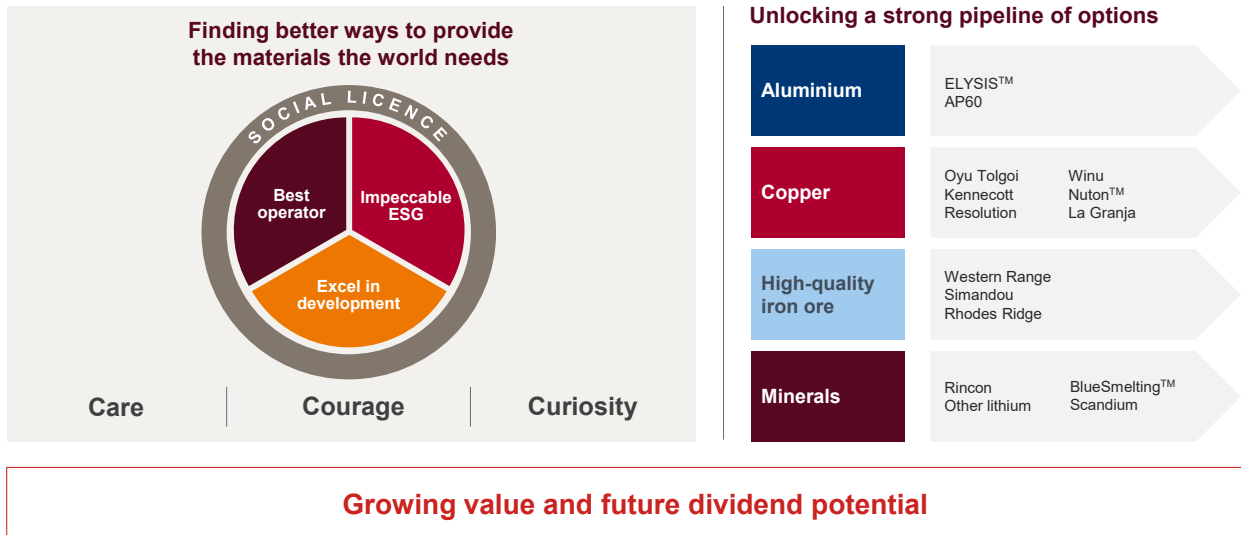 Finding better ways to provide
the materials the world needs
SOCIAL LICENCE
Best
operator
Impeccable
ESG
Excel in
development
Care
Courage
Curiosity
Unlocking a strong pipeline of options
Aluminium
ELYSIS™
AP60
Copper
Oyu Tolgoi
Kennecott
Resolution
Winu
Nuton™
La Granja
High-quality
iron ore
Western Range
Simandou
Rhodes Ridge
Minerals
Rincon
Other lithium
BlueSmelting™
Scandium
Growing value and future dividend potential